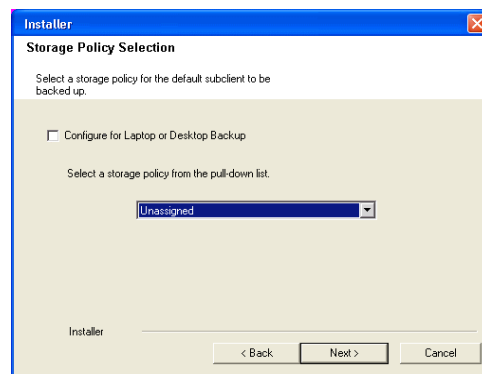 Installer
Storage Policy Selection
Select a storage policy for the default subclient to be
backed up.
Configure for Laptop or Desktop Backup
Select a storage policy from the pull-down list.
Unassigned
Installer
< Back
Next >
Cancel